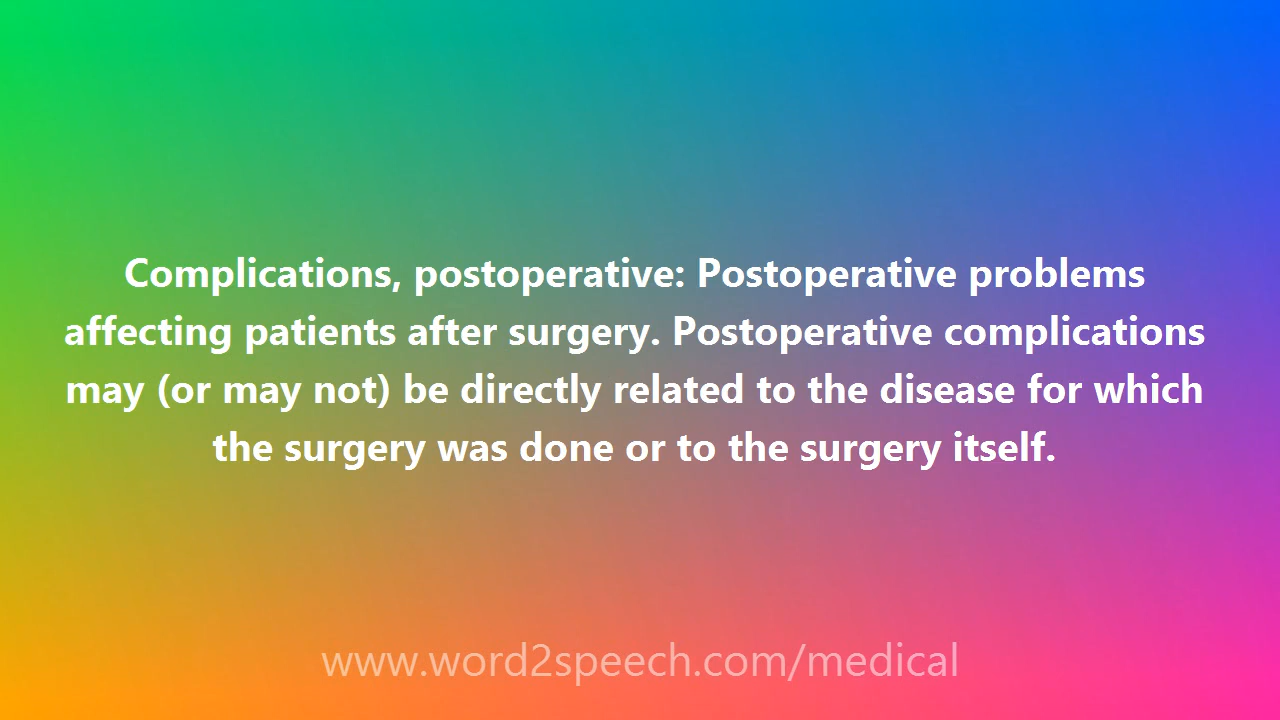 Complications, postoperative: Postoperative problems
affecting patients after surgery. Postoperative complications
may (or may not) be directly related to the disease for which
the surgery was done or to the surgery itself.
www.word2speech.com/medical